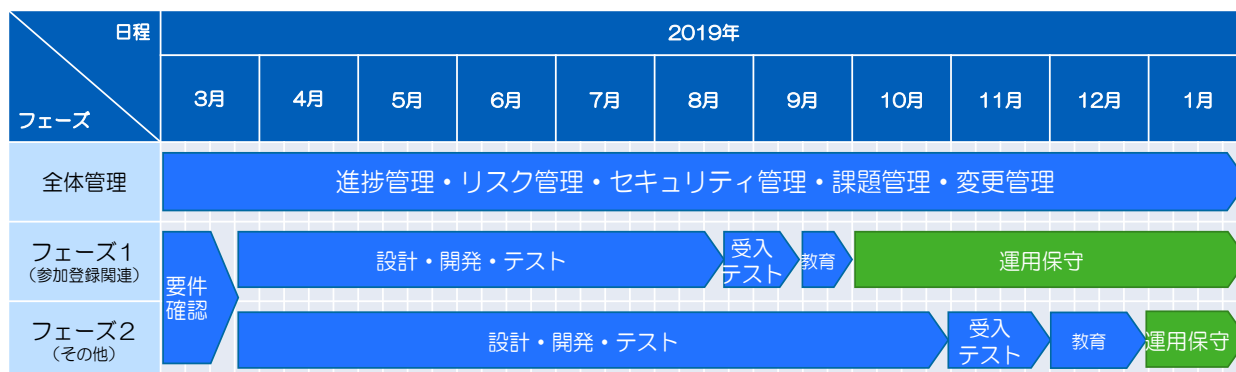 日程
2019年
フェーズ
3月
4月
5月
6月
7月
8月
9月
10月
11月
12月
1月
全体管理
進捗管理・リスク管理・セキュリティ管理・課題管理・変更管理
フェーズ1
(参加登録関連)
要件
確認
設計・開発・テスト
受入
テスト
教育
運用保守
フェーズ2
(その他)
設計・開発・テスト
受入
テスト
教育
運用保守